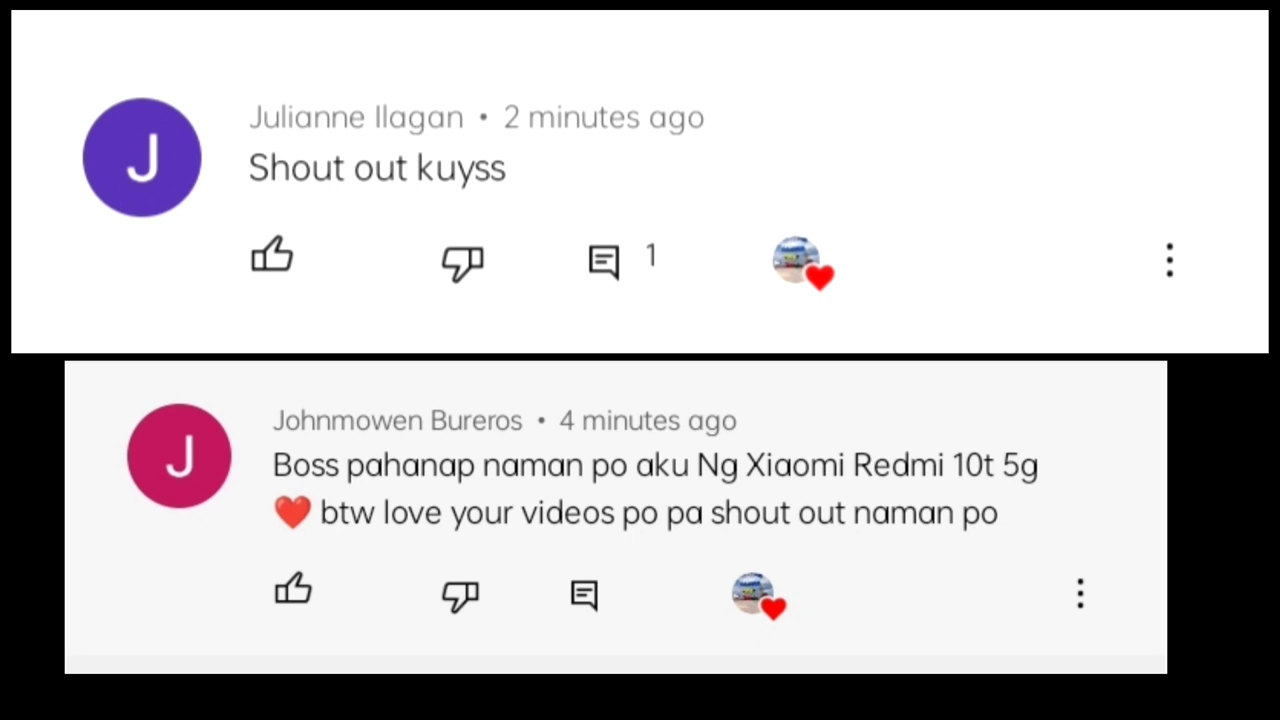 J
Julianne Ilagan • 2 minutes ago
Shout out kuyss
1
J
Johnmowen Bureros • 4 minutes ago
Boss pahanap naman po aku Ng Xiaomi Redmi 10t 5g
❤️ btw love your videos po pa shout out naman po